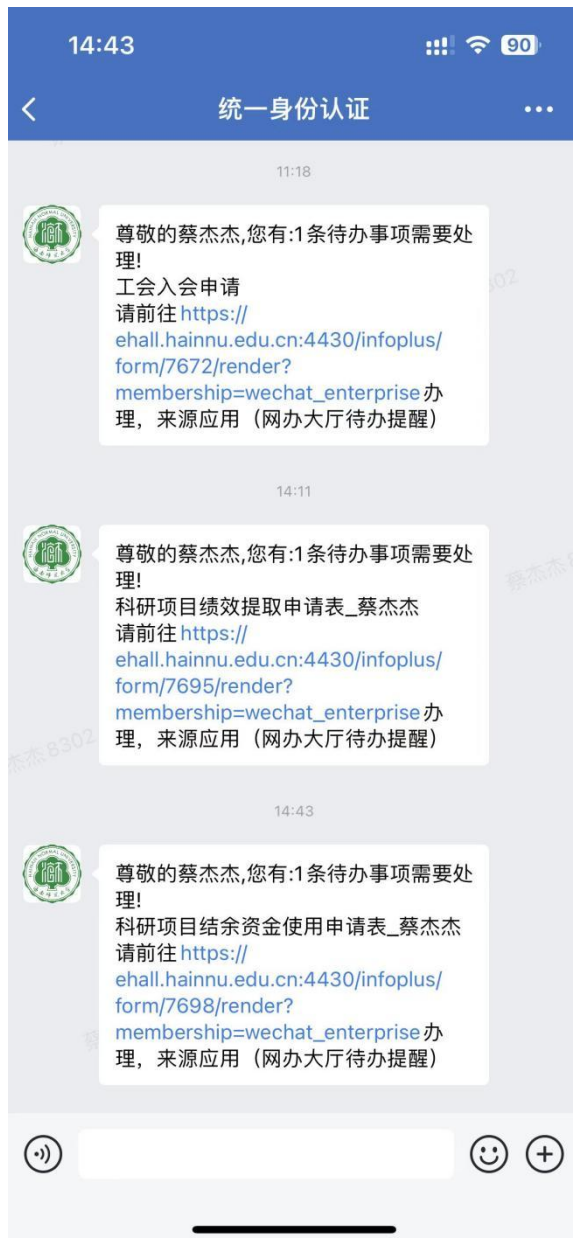 14:43
90
统一身份认证
11:18
尊敬的蔡杰杰,您有:1条待办事项需要处
理!
工会入会申请
请前往https://
ehall.hainnu.edu.cn:4430/infoplus/
form/7672/render?
membership=wechat_enterprise办
理，来源应用（网办大厅待办提醒）
8302
14:11
尊敬的蔡杰杰,您有:1条待办事项需要处
理!
科研项目绩效提取申请表_蔡杰杰
请前往https://
ehall.hainnu.edu.cn:4430/infoplus/
form/7695/render?
membership=wechat_enterprise办
理，来源应用（网办大厅待办提醒）
蔡杰杰
杰杰8302
14:43
尊敬的蔡杰杰,您有:1条待办事项需要处
理!
科研项目结余资金使用申请表_蔡杰杰
请前往https://
ehall.hainnu.edu.cn:4430/infoplus/
form/7698/render?
membership=wechat_enterprise办
理，来源应用（网办大厅待办提醒）